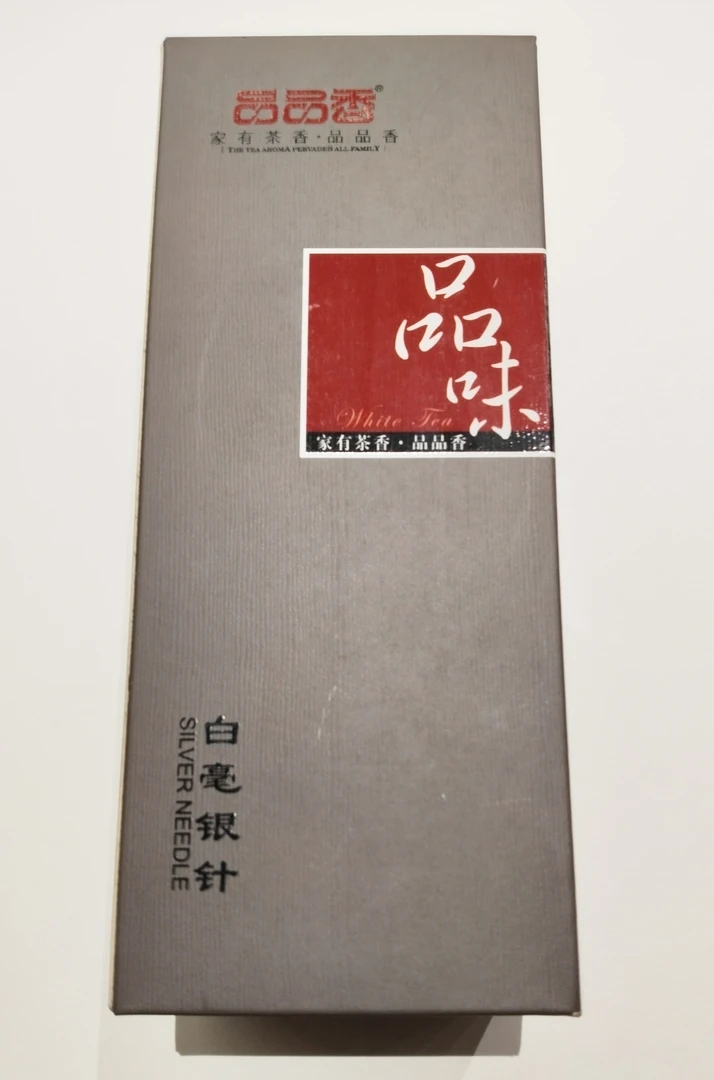 品品香®
家有茶香·品品香
THE TEA AROMA PERVADES ALL FAMILY
品味
White Tea
家有茶香·品品香
白毫银针
SILVER NEEDLE